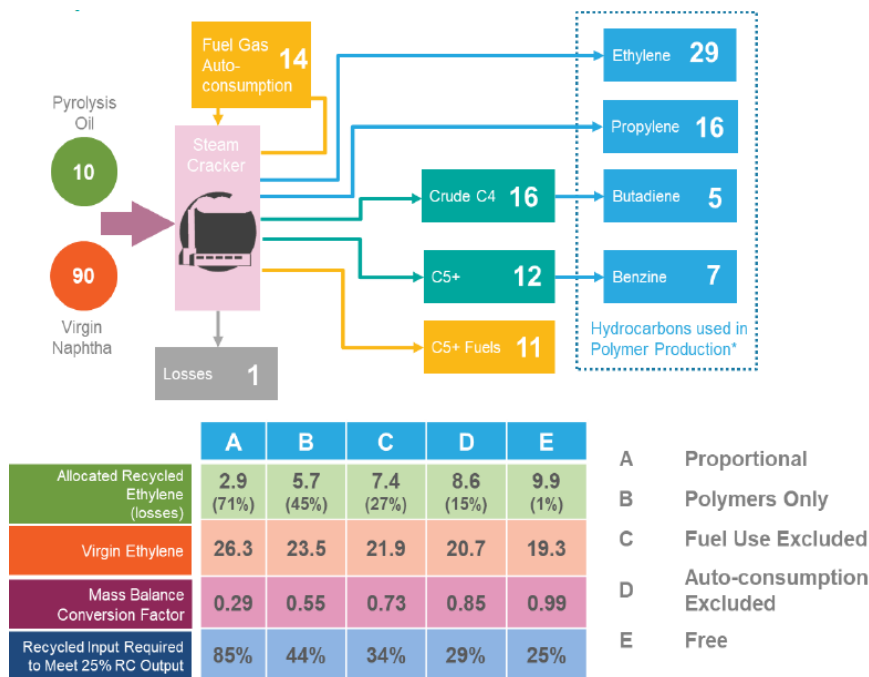 Fuel Gas
Auto-
consumption
14
Pyrolysis
Oil
10
90
Virgin
Naphtha
Steam
Cracker
Losses 1
Crude C4 16
C5+ 12
C5+ Fuels 11
Ethylene 29
Propylene 16
Butadiene 5
Benzine 7
Hydrocarbons used in
Polymer Production*
A B C D E
Allocated Recycled
Ethylene
(losses)
2.9 5.7 7.4 8.6 9.9
(71%) (45%) (27%) (15%) (1%)
Virgin Ethylene 26.3 23.5 21.9 20.7 19.3
Mass Balance
Conversion Factor
0.29 0.55 0.73 0.85 0.99
Recycled Input Required
to Meet 25% RC Output
85% 44% 34% 29% 25%
A Proportional
B Polymers Only
C Fuel Use Excluded
D Auto-consumption
Excluded
E Free